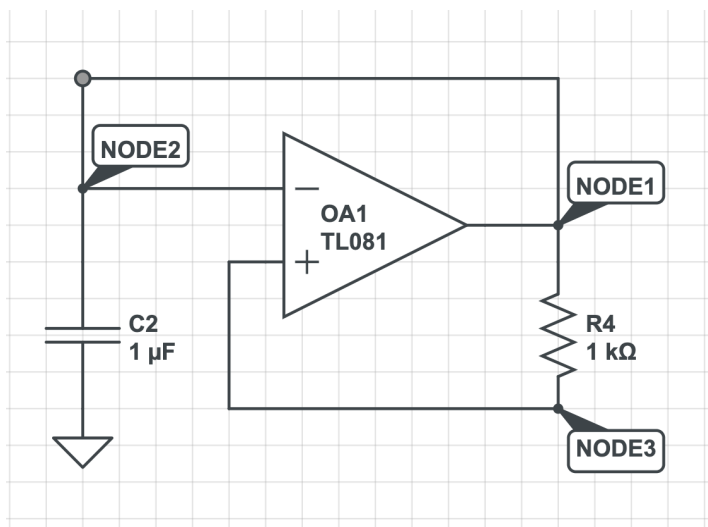 NODE2
NODE1
−
OA1
TL081
+
C2
1 µF
R4
1 kΩ
NODE3